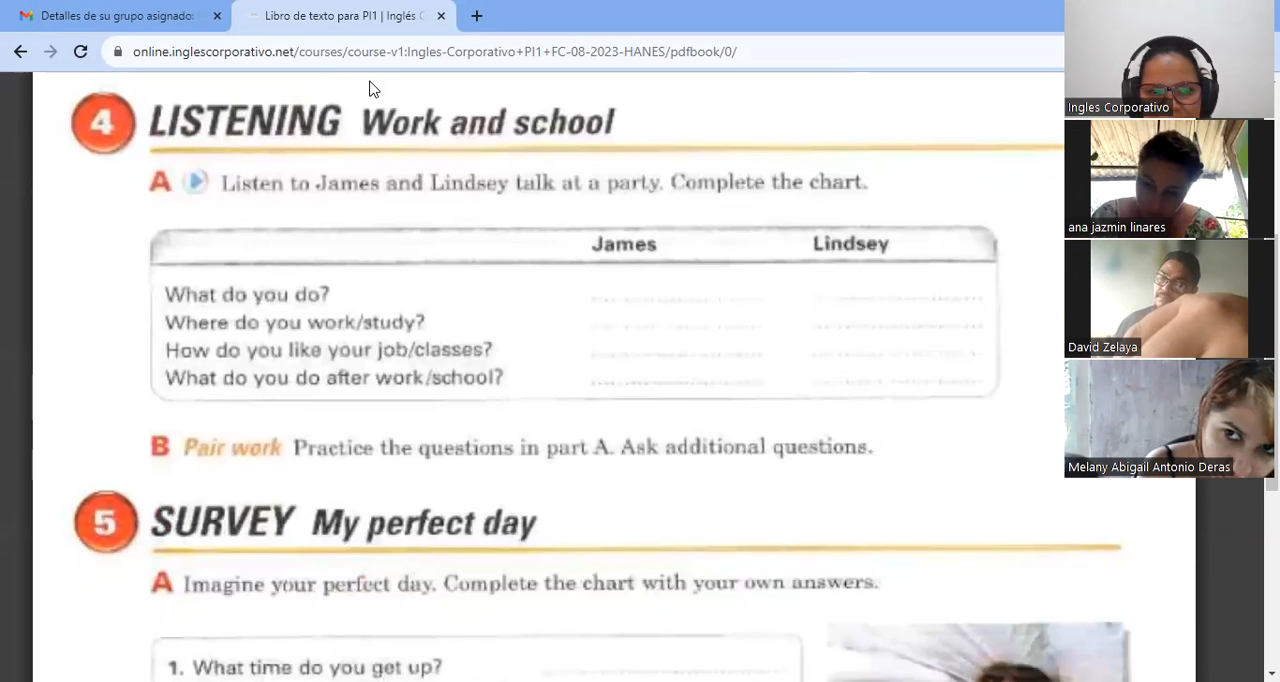 Detalles de su grupo asignado:
Libro de texto para PI1 | Inglés C
online.inglescorporativo.net/courses/course-v1:Ingles-Corporativo+PI1+FC-08-2023-HANES/pdfbook/0/
4 LISTENING Work and school
A Listen to James and Lindsey talk at a party. Complete the chart.
James Lindsey
What do you do?
Where do you work/study?
How do you like your job/classes?
What do you do after work/school?
B Pair work Practice the questions in part A. Ask additional questions.
5 SURVEY My perfect day
A Imagine your perfect day. Complete the chart with your own answers.
1. What time do you get up?
Ingles Corporativo
ana jazmin linares
David Zelaya
Melany Abigail Antonio Deras